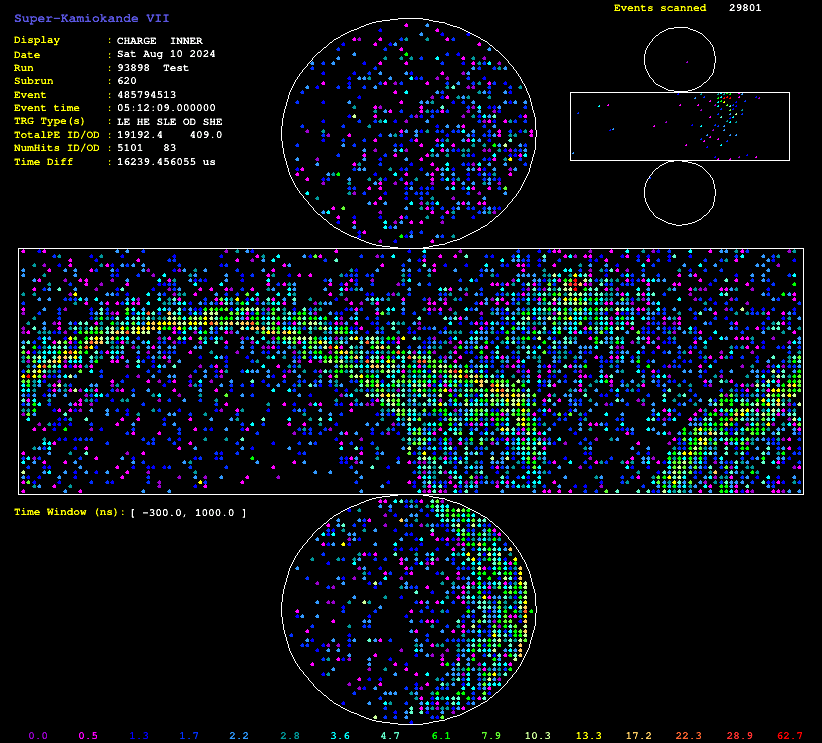 Super-Kamiokande VII
Events scanned 29801
Display : CHARGE INNER
Date : Sat Aug 10 2024
Run : 93898 Test
Subrun : 620
Event : 485794513
Event time : 05:12:09.000000
TRG Type(s) : LE HE SLE OD SHE
TotalPE ID/OD : 19192.4 409.0
NumHits ID/OD : 5101 83
Time Diff : 16239.456055 us
Time Window (ns): [ -300.0, 1000.0 ]
0.0 0.5 1.3 1.7 2.2 2.8 3.6 4.7 6.1 7.9 10.3 13.3 17.2 22.3 28.9 62.7